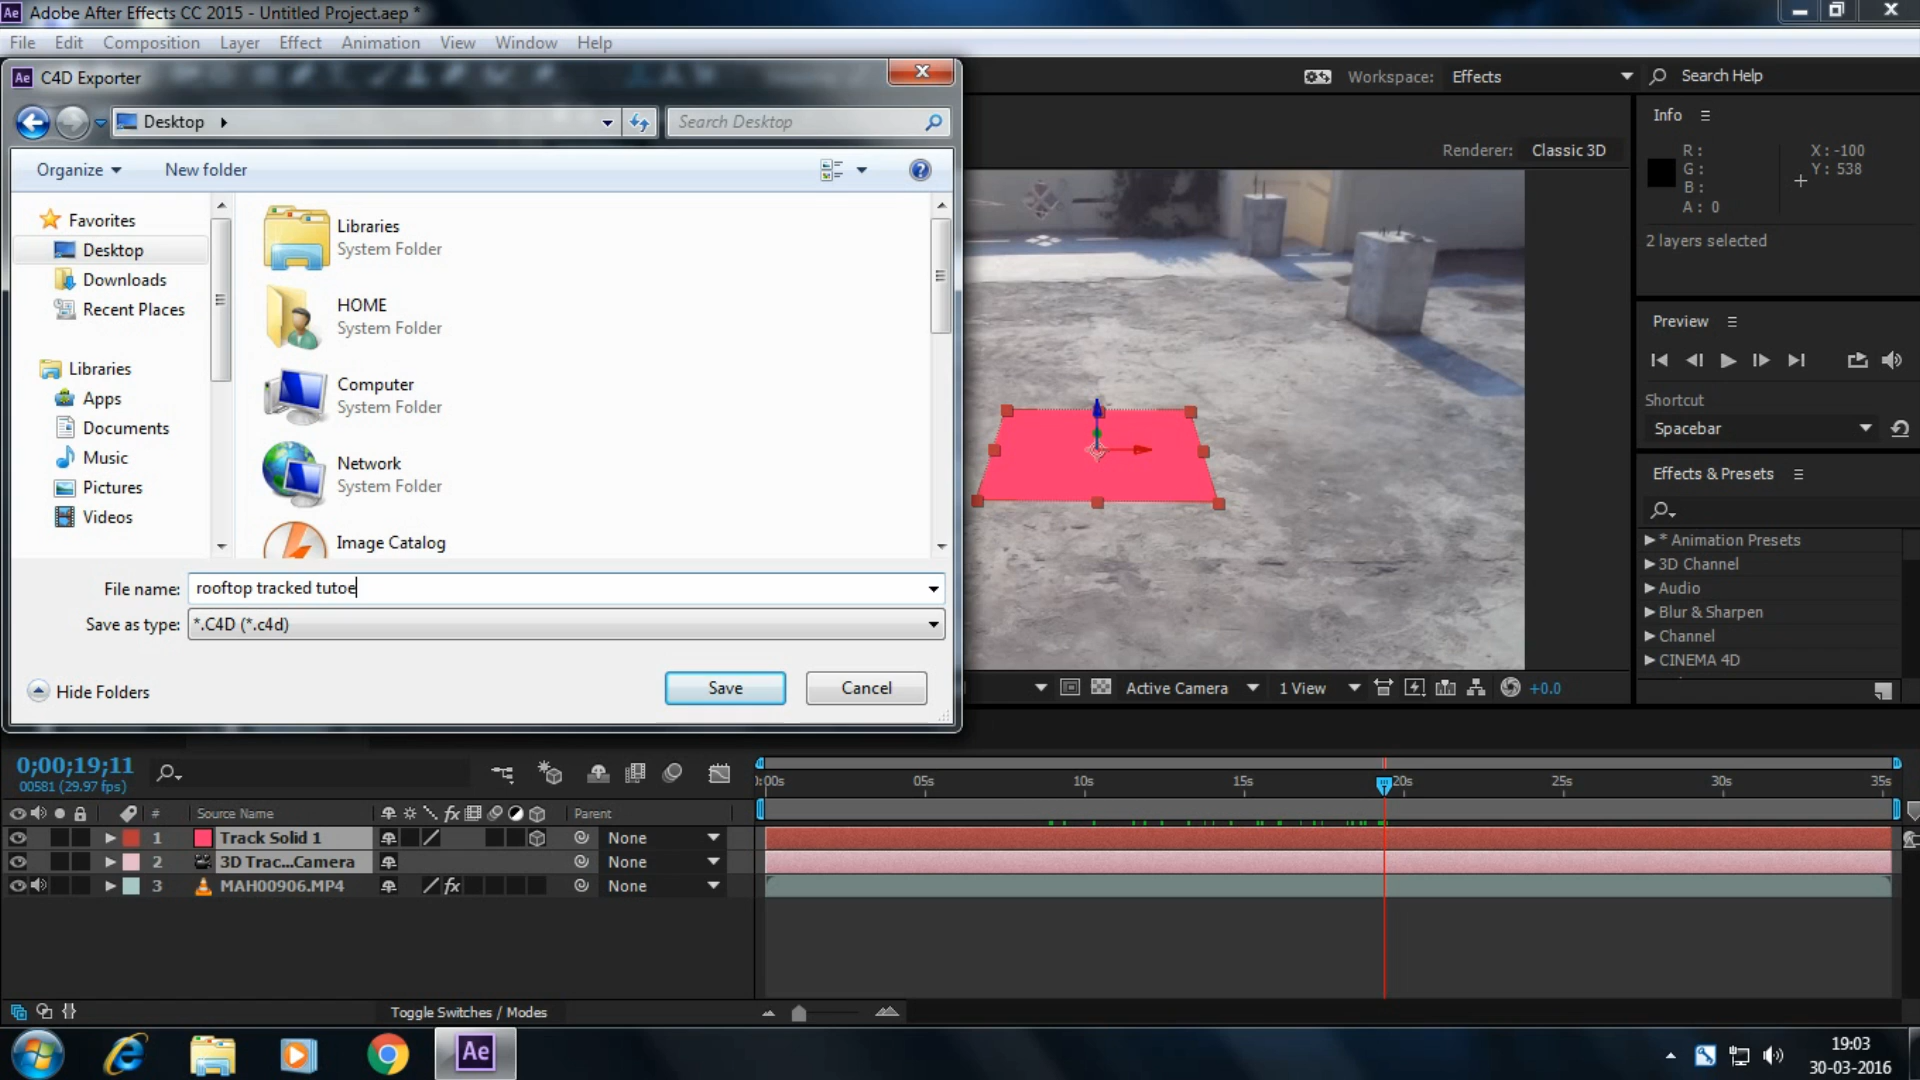 Adobe After Effects CC 2015 - Untitled Project.aep *
File Edit Composition Layer Effect Animation View Window Help
C4D Exporter
Desktop
Search Desktop
Organize New folder
Favorites
Desktop
Downloads
Recent Places
Libraries
Apps
Documents
Music
Pictures
Videos
Libraries
System Folder
HOME
System Folder
Computer
System Folder
Network
System Folder
Image Catalog
File name: rooftop tracked tutoe
Save as type: *.C4D (*.c4d)
Hide Folders
Save Cancel
Workspace: Effects
Search Help
Renderer: Classic 3D
Info
R :
G :
B :
A : 0
X : -100
Y : 538
2 layers selected
Preview
Shortcut
Spacebar
Effects & Presets
* Animation Presets
3D Channel
Audio
Blur & Sharpen
Channel
CINEMA 4D
Active Camera 1 View +0.0
0;00;19;11
00581 (29.97 fps)
:00s 05s 10s 15s 20s 25s 30s 35s
# Source Name fx Parent
1 Track Solid 1 None
2 3D Trac...Camera None
3 MAH00906.MP4 fx None
Toggle Switches / Modes
Ae
19:03
30-03-2016